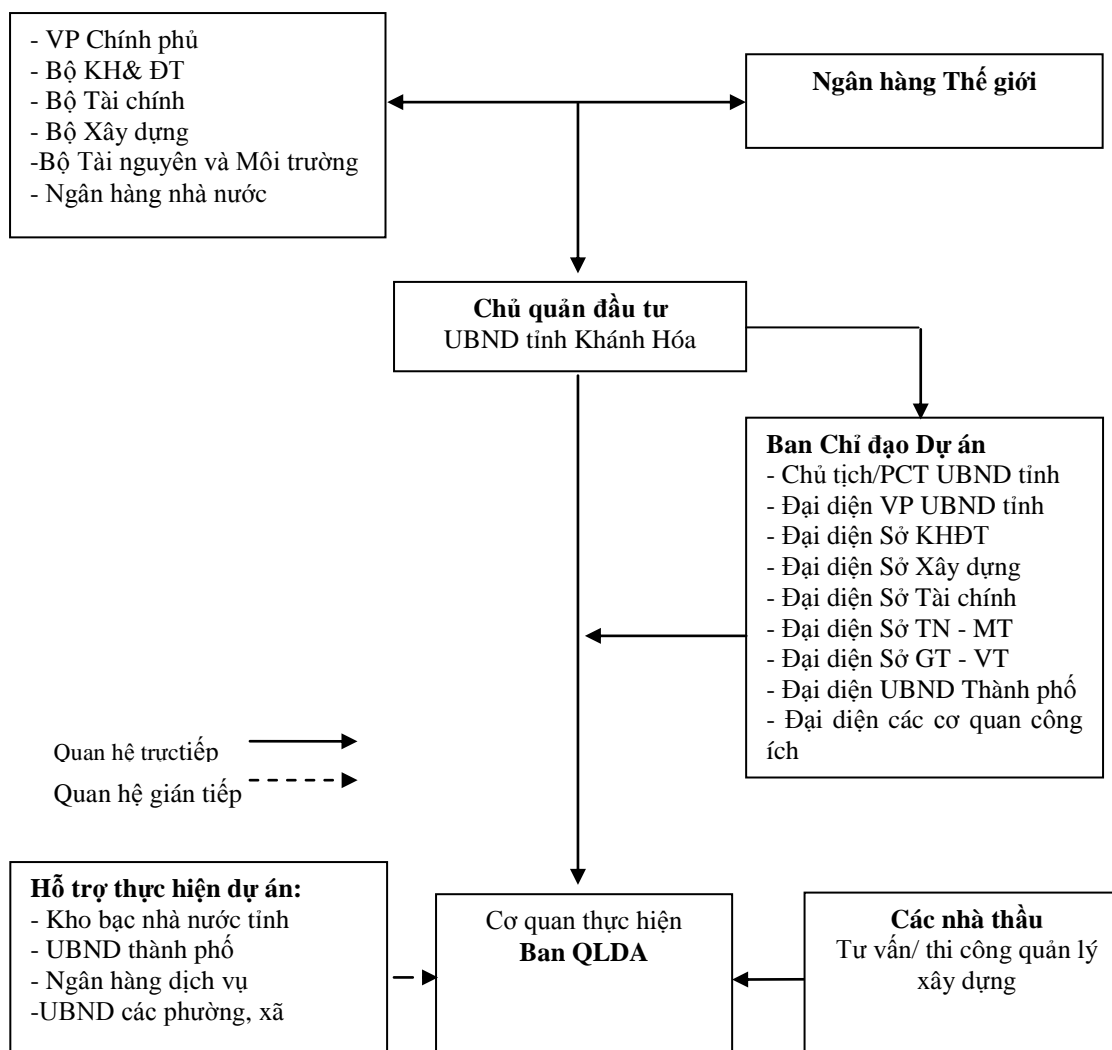 - VP Chính phủ
- Bộ KH& ĐT
- Bộ Tài chính
- Bộ Xây dựng
-Bộ Tài nguyên và Môi trường
- Ngân hàng nhà nước
Ngân hàng Thế giới
Chủ quản đầu tư
UBND tỉnh Khánh Hóa
Ban Chỉ đạo Dự án
- Chủ tịch/PCT UBND tỉnh
- Đại diện VP UBND tỉnh
- Đại diện Sở KHĐT
- Đại diện Sở Xây dựng
- Đại diện Sở Tài chính
- Đại diện Sở TN - MT
- Đại diện Sở GT - VT
- Đại diện UBND Thành phố
- Đại diện các cơ quan công
ích
Quan hệ trựctiếp
Quan hệ gián tiếp
Hỗ trợ thực hiện dự án:
- Kho bạc nhà nước tỉnh
- UBND thành phố
- Ngân hàng dịch vụ
-UBND các phường, xã
Cơ quan thực hiện
Ban QLDA
Các nhà thầu
Tư vấn/ thi công quản lý
xây dựng